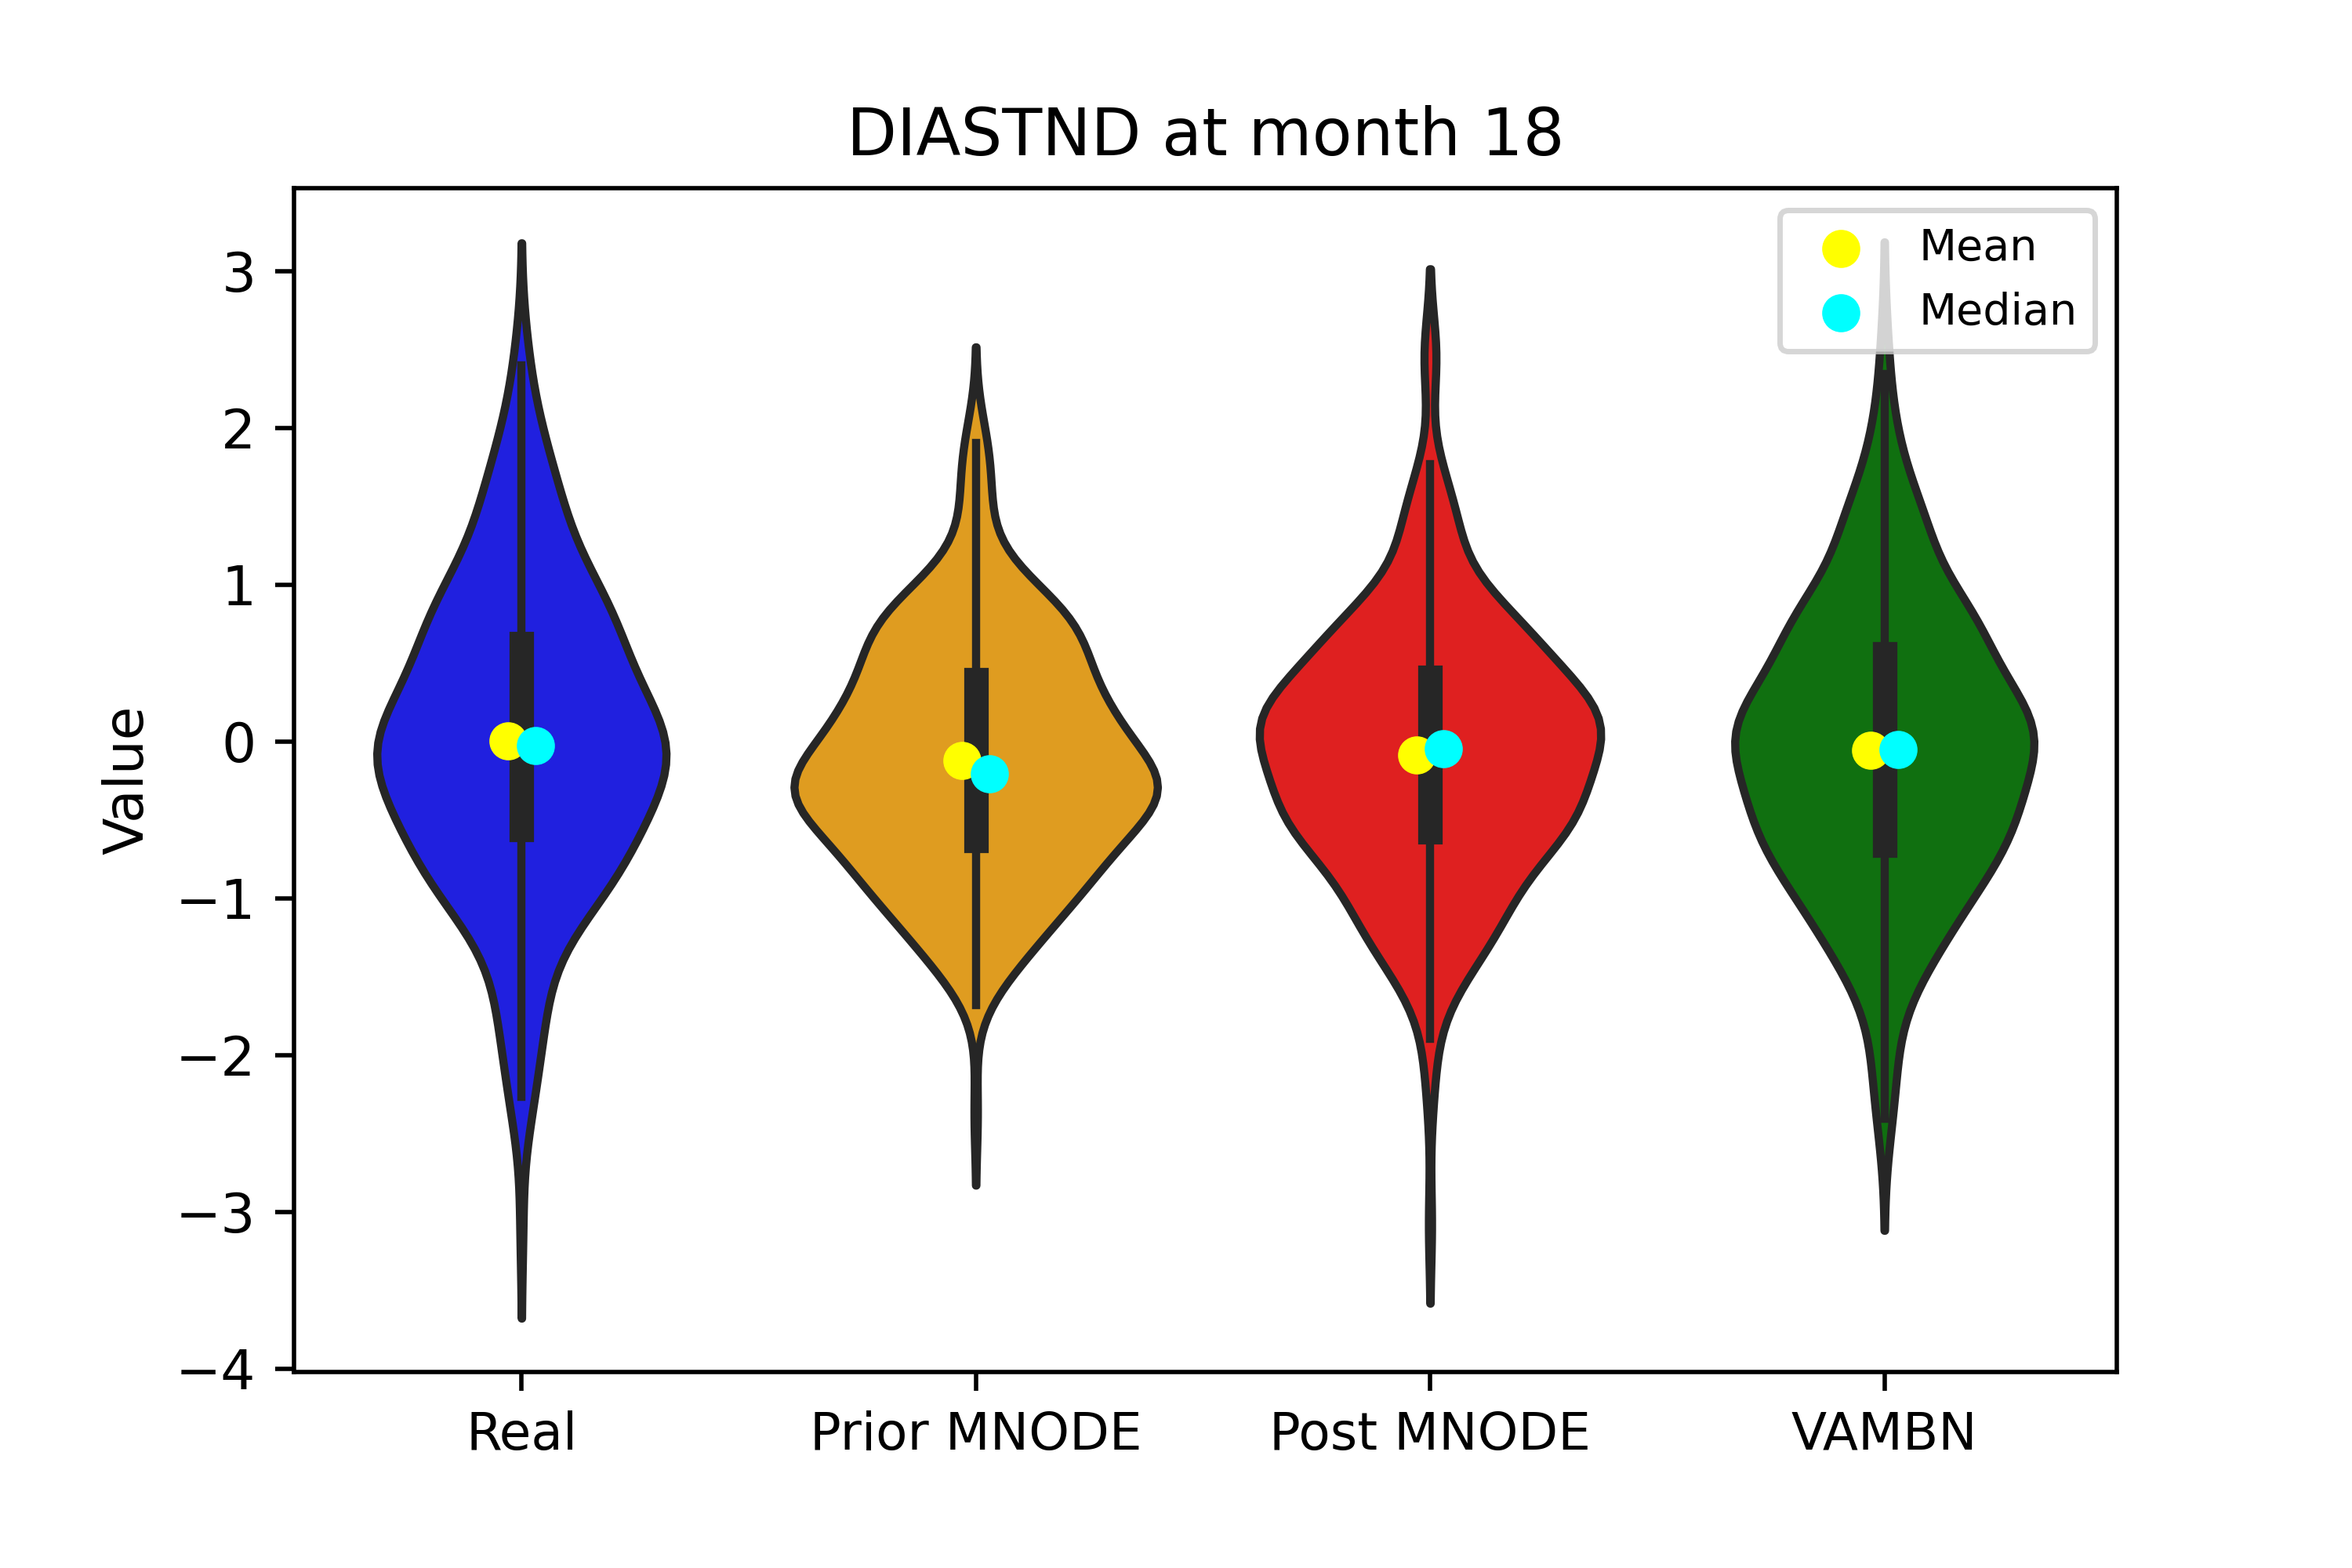 DIASTND at month 18
Mean
Median
3
2
1
0
−1
−2
−3
−4
Value
Real
Prior MNODE
Post MNODE
VAMBN